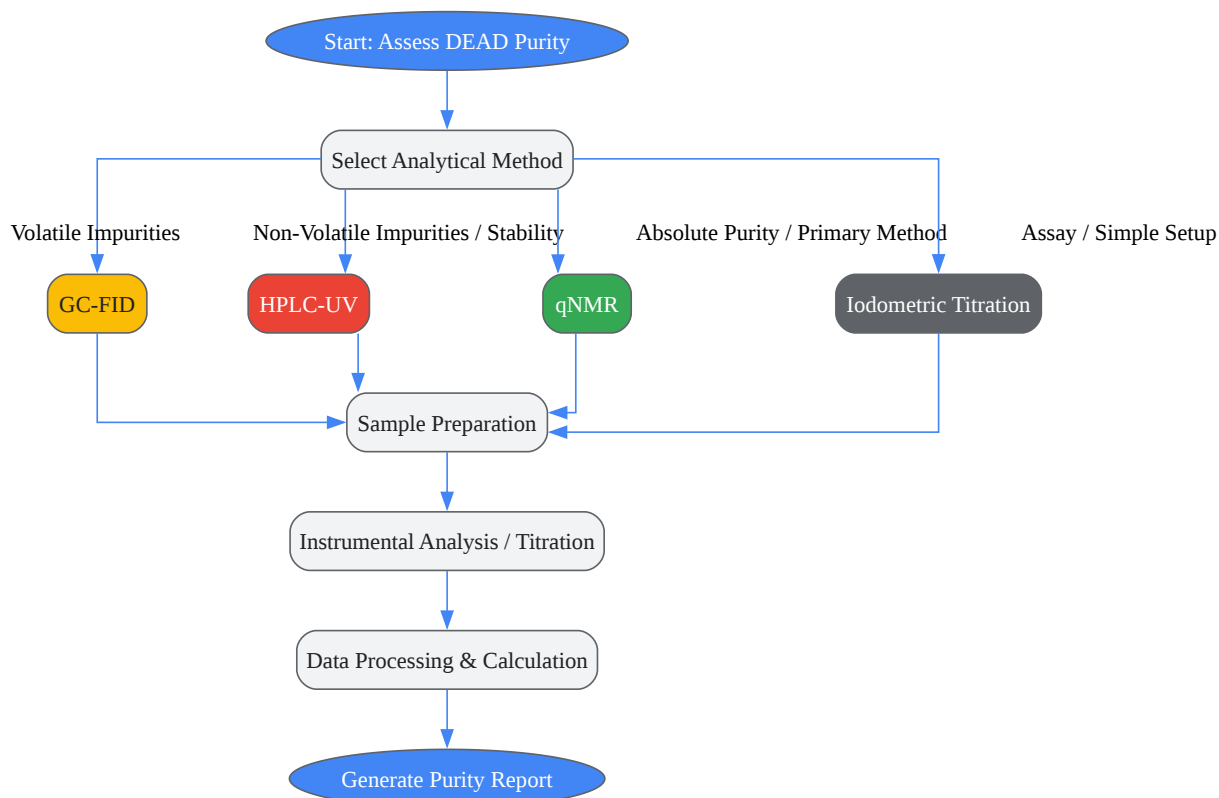 Start: Assess DEAD Purity
Select Analytical Method
Volatile Impurities
Non-Volatile Impurities / Stability
Absolute Purity / Primary Method
Assay / Simple Setup
GC-FID
HPLC-UV
qNMR
Iodometric Titration
Sample Preparation
Instrumental Analysis / Titration
Data Processing & Calculation
Generate Purity Report